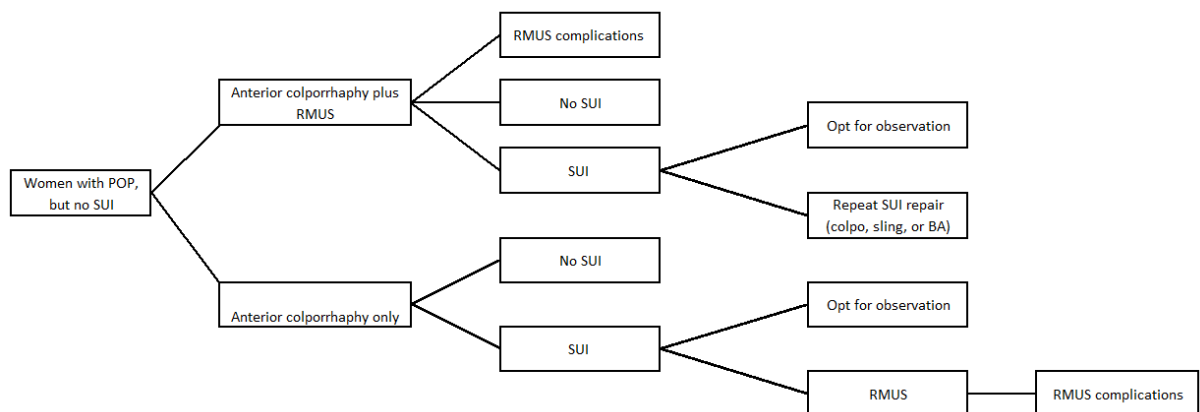 RMUS complications
Anterior colporrhaphy plus
RMUS
No SUI
Opt for observation
SUI
Women with POP,
but no SUI
Repeat SUI repair
(colpo, sling, or BA)
No SUI
Anterior colporrhaphy only
Opt for observation
SUI
RMUS
RMUS complications